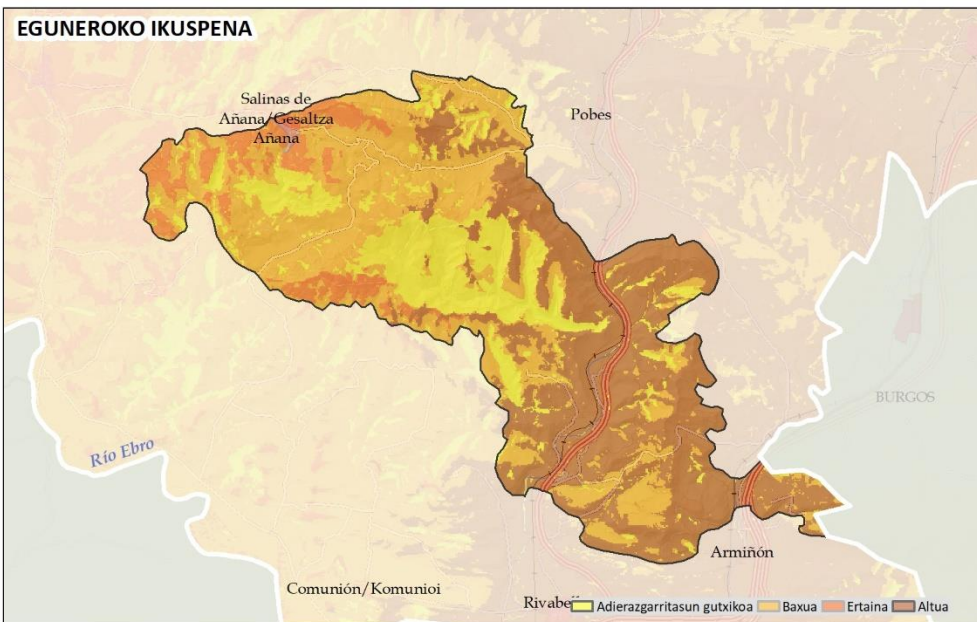 EGUNEROKO IKUSPENA
Salinas de
Añana/Gesaltza
Añana
Pobes
BURGOS
Río Ebro
Armiñón
Comunión/Komunioi
Adierazgarritasun gutxikoa
Baxua
Ertaina
Altua